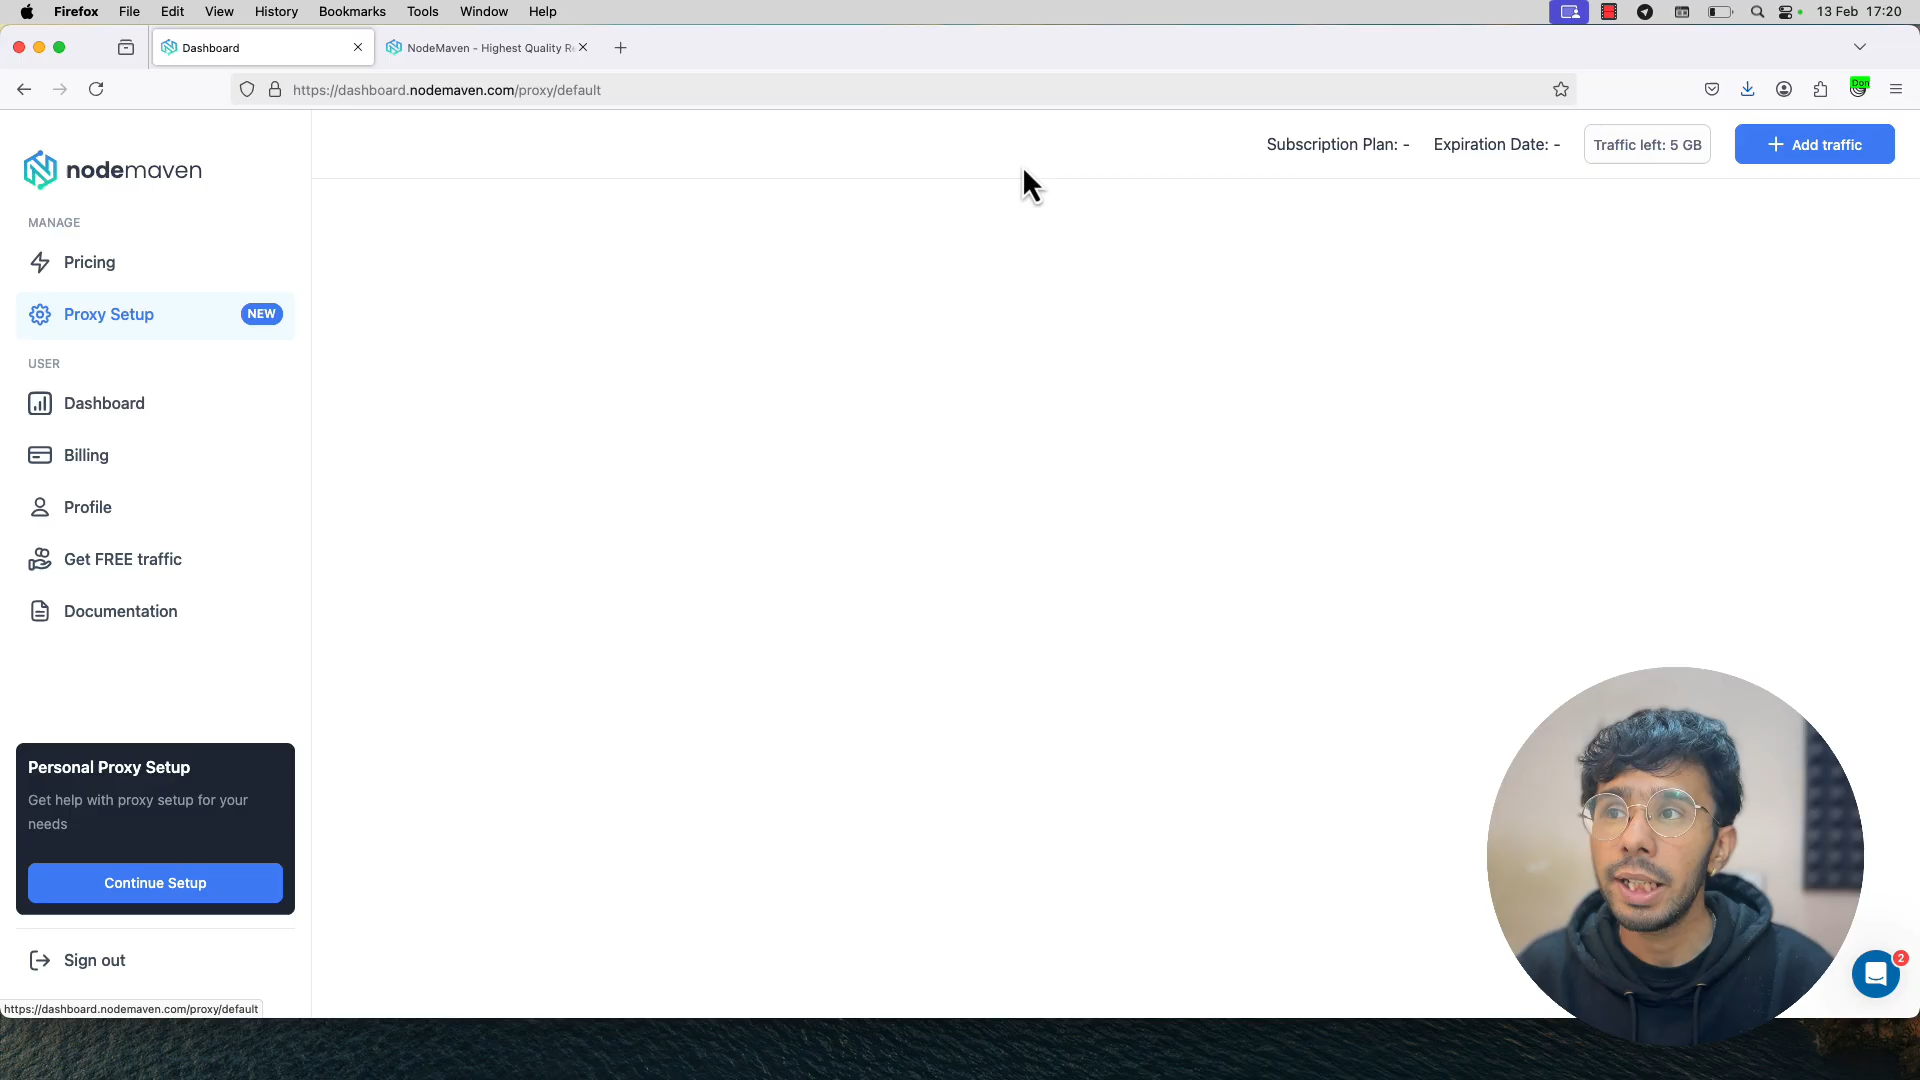 Firefox File Edit View History Bookmarks Tools Window Help 13 Feb 17:20
Dashboard
NodeMaven - Highest Quality Re
https://dashboard.nodemaven.com/proxy/default
Don
nodemaven
Subscription Plan: -
Expiration Date: -
Traffic left: 5 GB
Add traffic
MANAGE
Pricing
Proxy Setup NEW
USER
Dashboard
Billing
Profile
Get FREE traffic
Documentation
Personal Proxy Setup
Get help with proxy setup for your
needs
Continue Setup
Sign out
2
https://dashboard.nodemaven.com/proxy/default